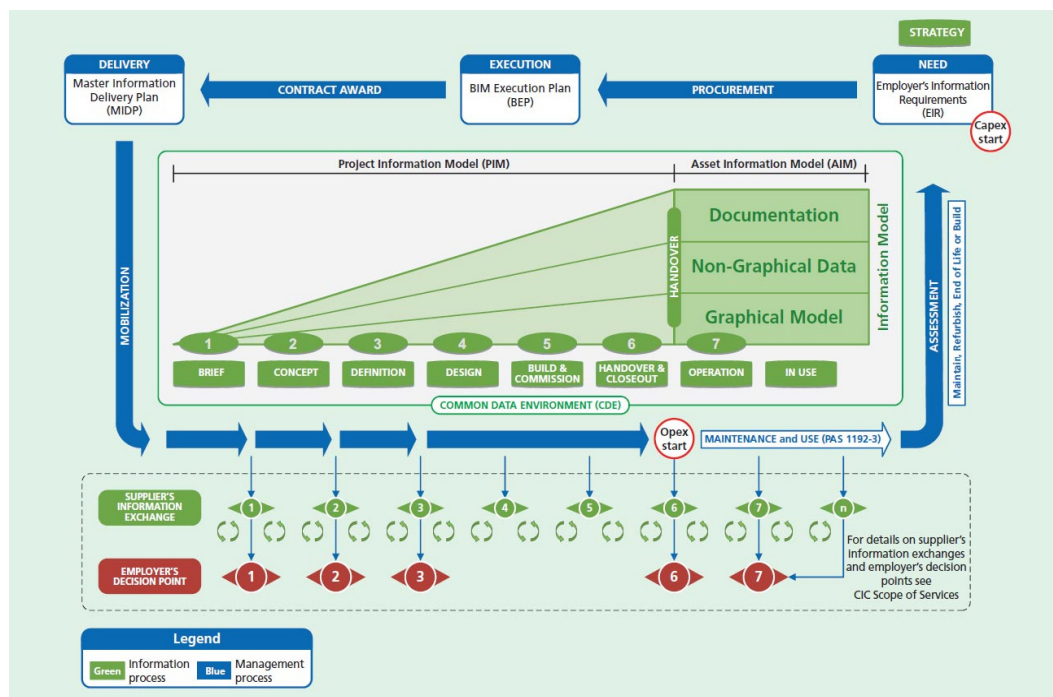 STRATEGY
DELIVERY
Master Information
Delivery Plan
(MIDP)
CONTRACT AWARD
EXECUTION
BIM Execution Plan
(BEP)
PROCUREMENT
NEED
Employer's Information
Requirements
(EIR)
Capex
start
Project Information Model (PIM)
Asset Information Model (AIM)
MOBILIZATION
HANDOVER
Documentation
Non-Graphical Data
Graphical Model
Information Model
ASSESSMENT
Maintain, Refurbish, End of Life or Build
1 2 3 4 5 6 7
BRIEF
CONCEPT
DEFINITION
DESIGN
BUILD &
COMMISSION
HANDOVER &
CLOSEOUT
OPERATION
IN USE
COMMON DATA ENVIRONMENT (CDE)
Opex
start
MAINTENANCE and USE (PAS 1192-3)
SUPPLIER'S
INFORMATION
EXCHANGE
1 2 3 4 5 6 7 n
EMPLOYER'S
DECISION POINT
1 2 3 6 7
For details on supplier's
information exchanges
and employer's decision
points see
CIC Scope of Services
Legend
Green Information
process
Blue Management
process